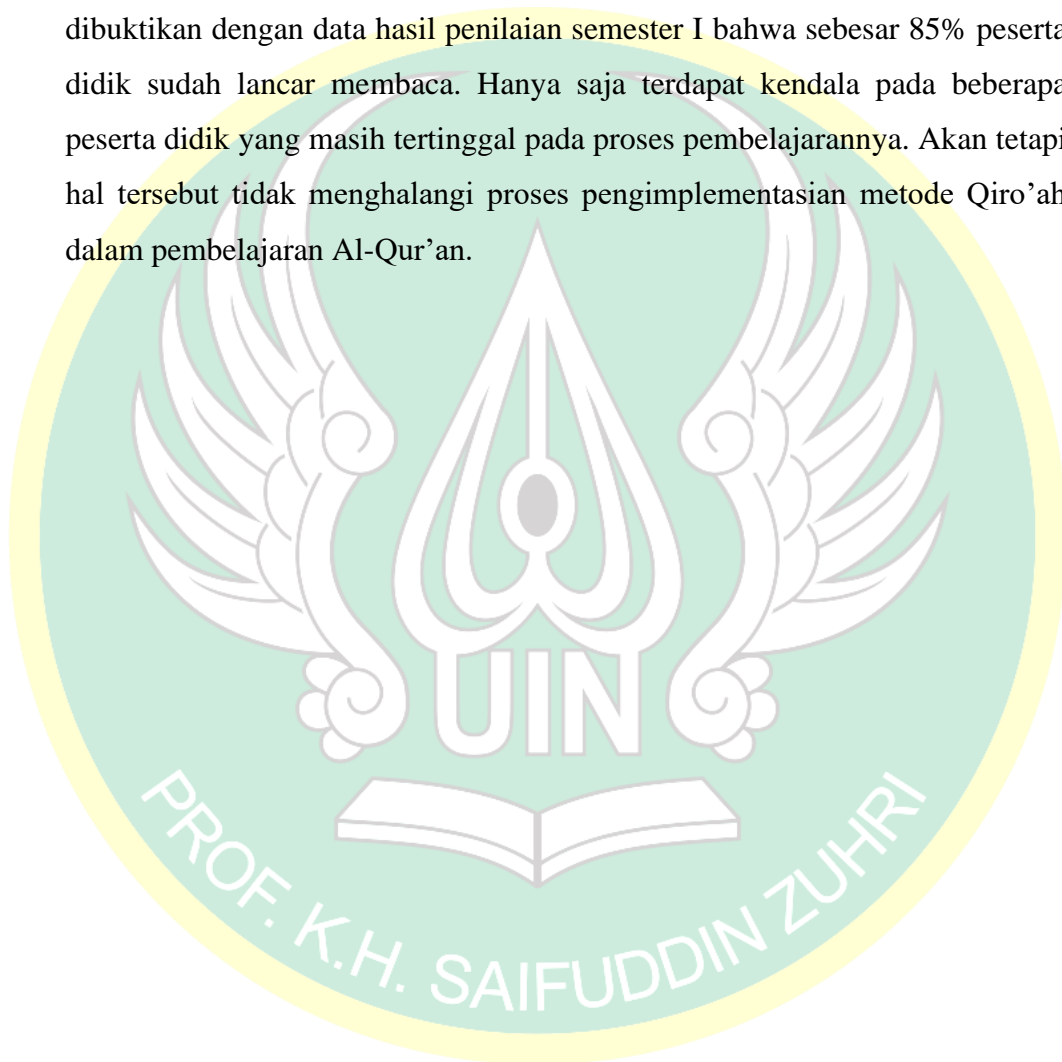 dibuktikan dengan data hasil penilaian semester I bahwa sebesar 85% peserta
didik sudah lancar membaca. Hanya saja terdapat kendala pada beberapa
peserta didik yang masih tertinggal pada proses pembelajarannya. Akan tetapi
hal tersebut tidak menghalangi proses pengimplementasian metode Qiro’ah
dalam pembelajaran Al-Qur’an.
UIN
PROF. K.H. SAIFUDDIN ZUHRI